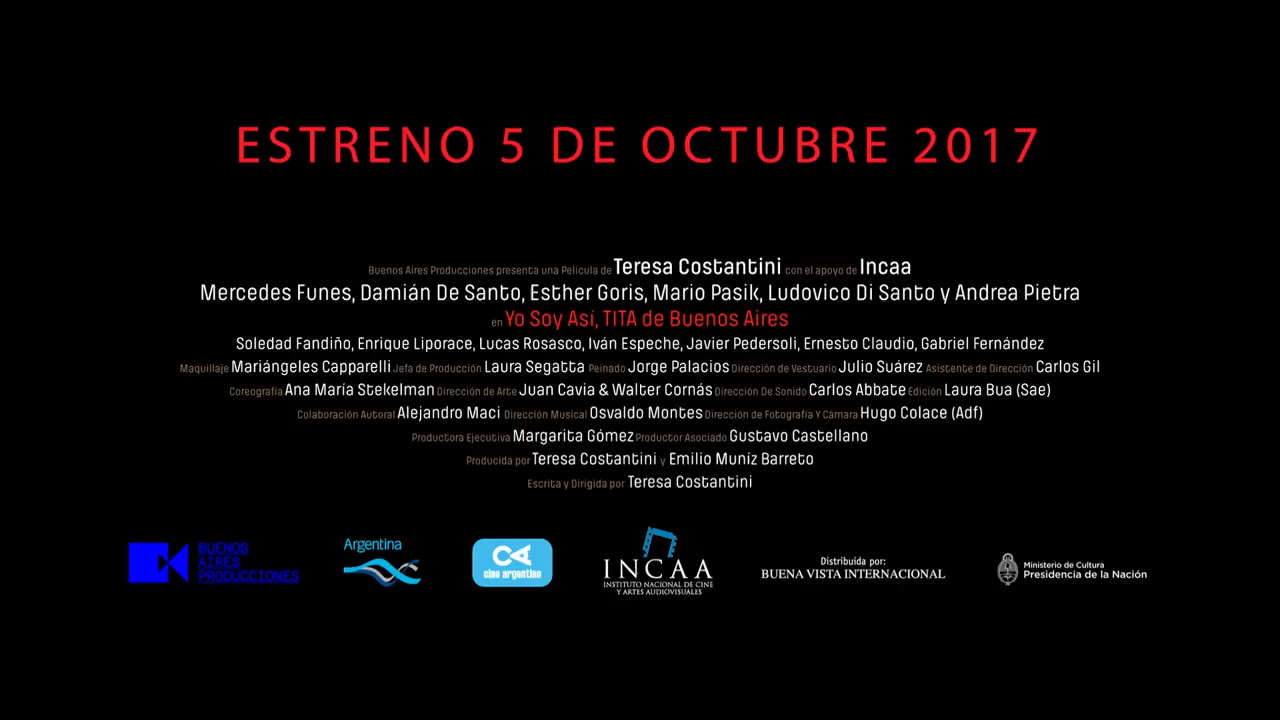 ESTRENO 5 DE OCTUBRE 2017
Buenos Aires Producciones presenta una Película de Teresa Costantini con el apoyo de Incaa
Mercedes Funes, Damián De Santo, Esther Goris, Mario Pasik, Ludovico Di Santo y Andrea Pietra
en Yo Soy Así, TITA de Buenos Aires
Soledad Fandiño, Enrique Liporace, Lucas Rosasco, Iván Espeche, Javier Pedersoli, Ernesto Claudio, Gabriel Fernández
Maquillaje Mariángeles Capparelli Jefa de Producción Laura Segatta Peinado Jorge Palacios Dirección de Vestuario Julio Suárez Asistente de Dirección Carlos Gil
Coreografía Ana María Stekelman Dirección de Arte Juan Cavia & Walter Cornás Dirección De Sonido Carlos Abbate Edición Laura Bua (Sae)
Colaboración Autoral Alejandro Maci Dirección Musical Osvaldo Montes Dirección de Fotografía Y Cámara Hugo Colace (Adf)
Productora Ejecutiva Margarita Gómez Productor Asociado Gustavo Castellano
Producida por Teresa Costantini y Emilio Muníz Barreto
Escrita y Dirigida por Teresa Costantini
BUENOS
AIRES
PRODUCCIONES
Argentina
CA
cine argentino
INCAA
INSTITUTO NACIONAL DE CINE
Y ARTES AUDIOVISUALES
Distribuida por:
BUENA VISTA INTERNACIONAL
Ministerio de Cultura
Presidencia de la Nación